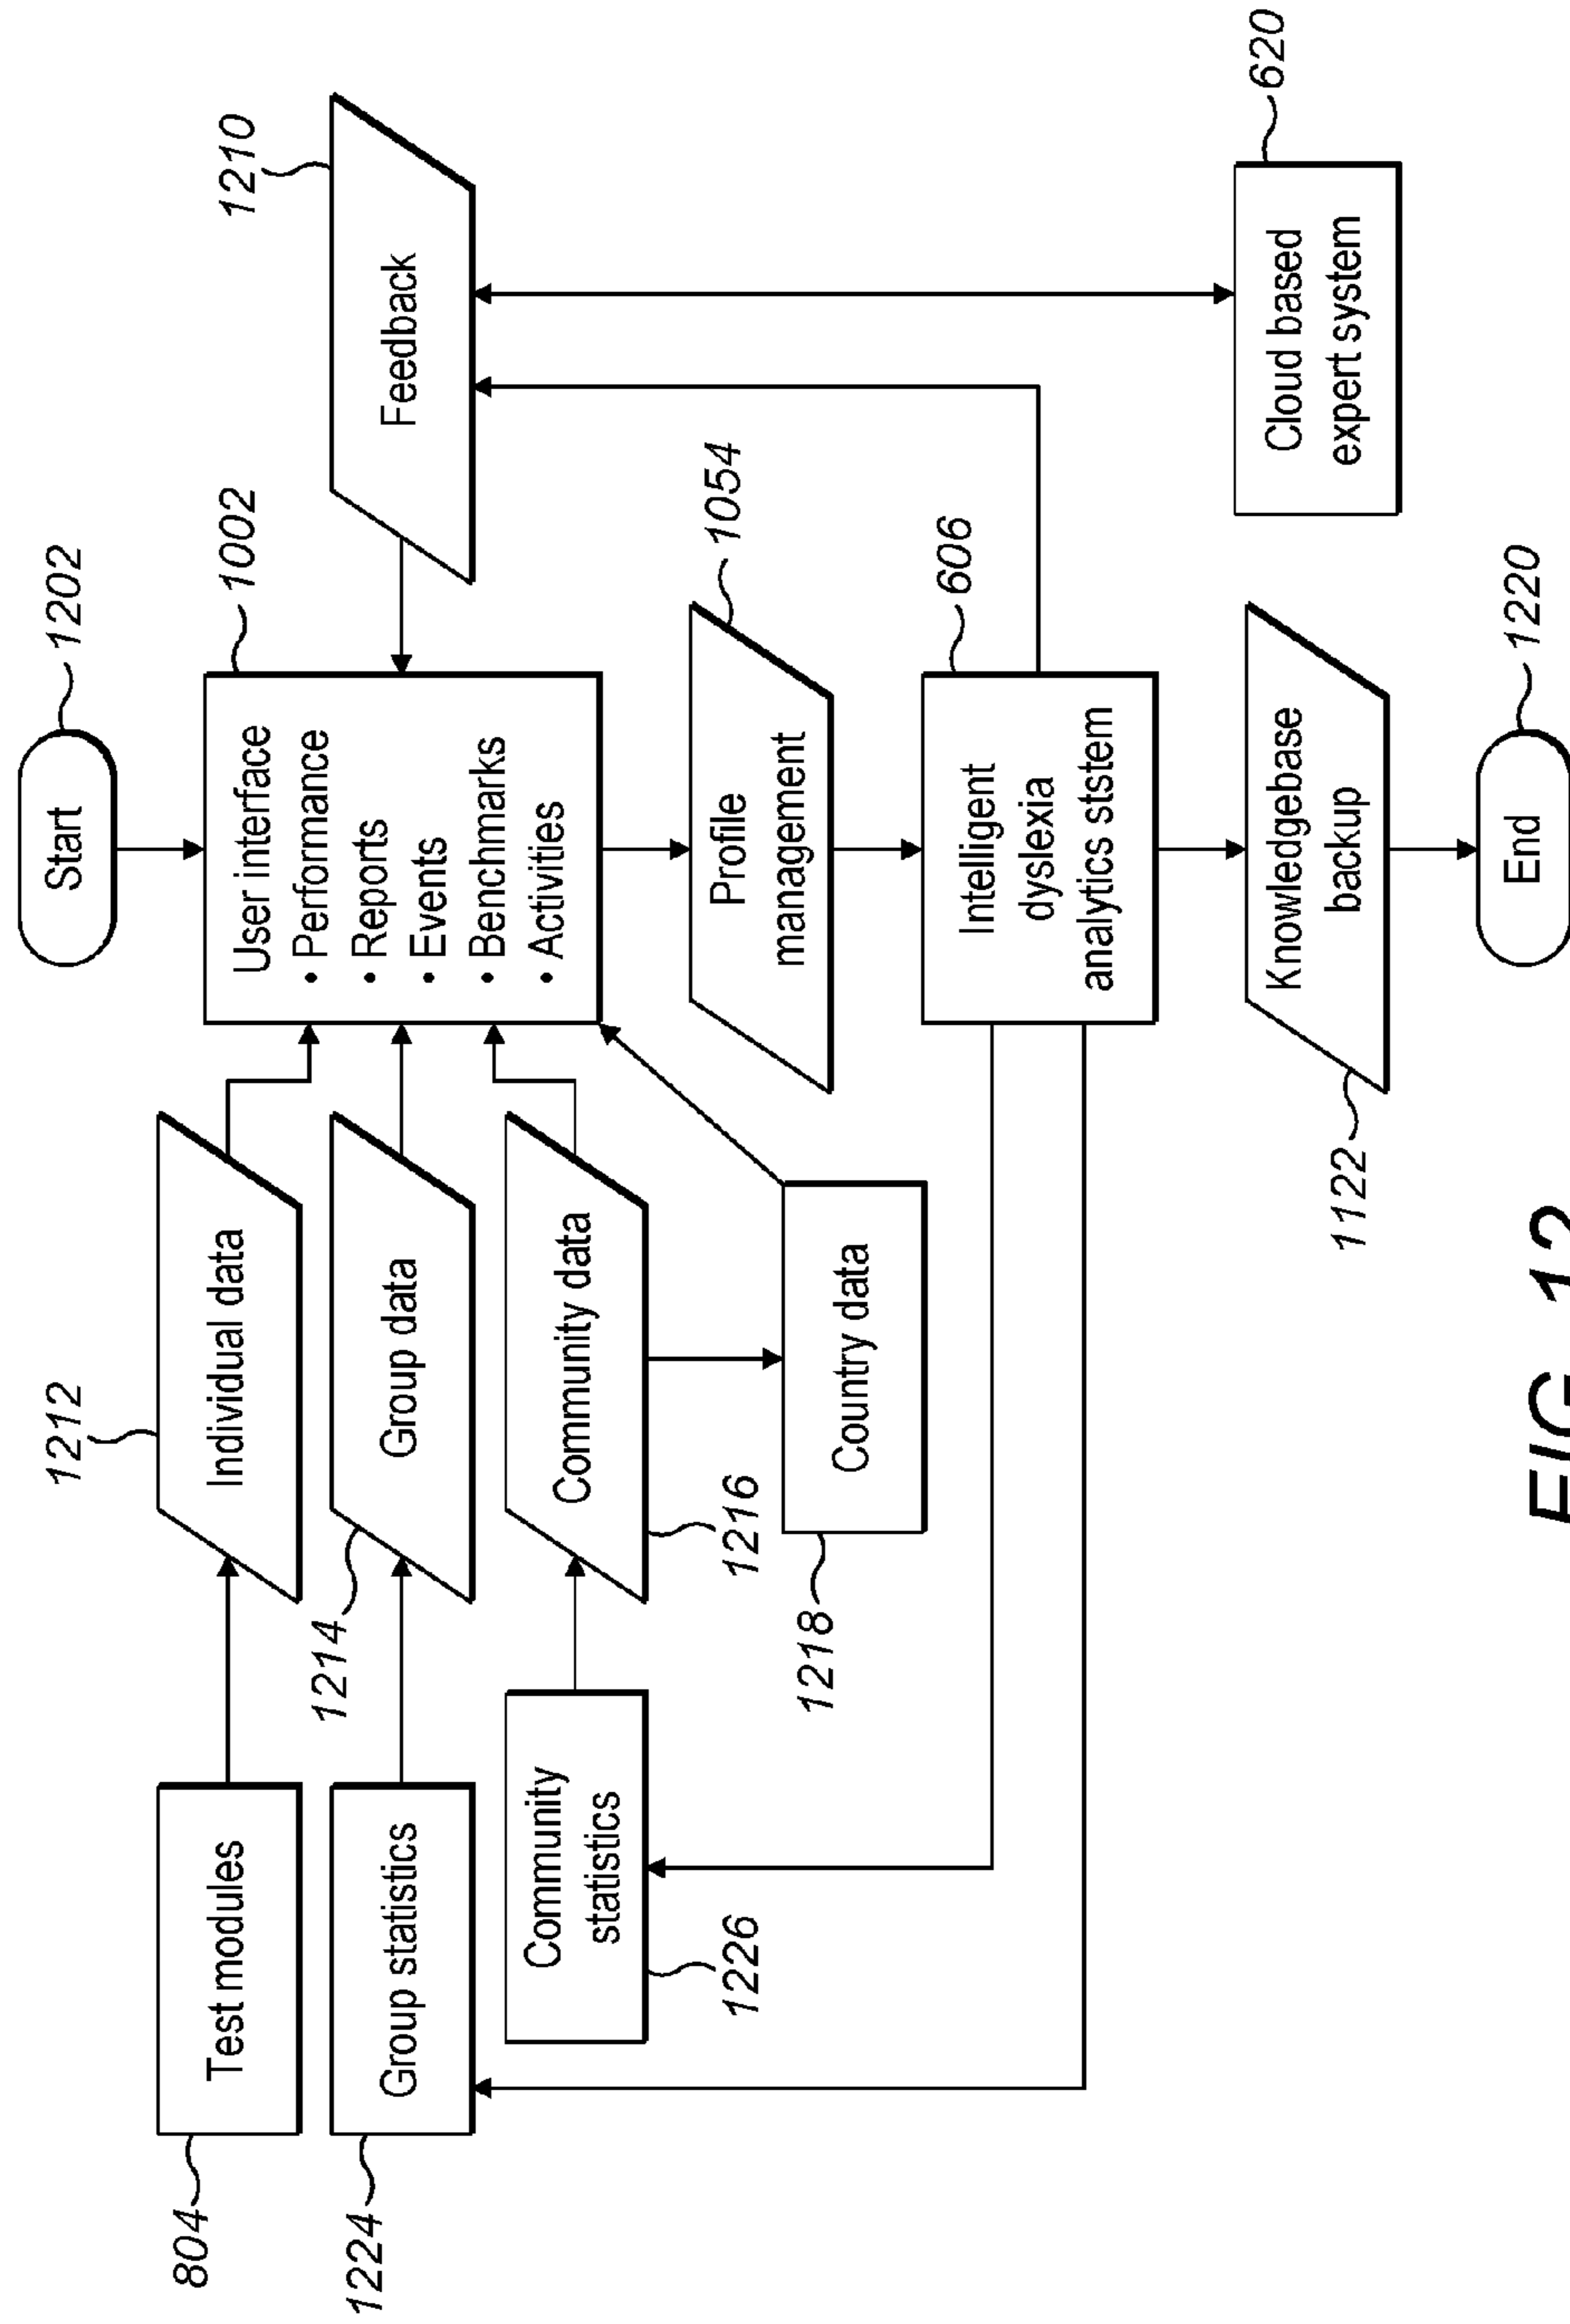 Start
1202
User interface
• Performance
• Reports
• Events
• Benchmarks
• Activities
1002
Feedback
1210
Test modules
804
Individual data
1212
Group statistics
1224
Group data
1214
Community
statistics
1226
Community data
1216
Country data
1218
Profile
management
1054
Intelligent
dyslexia
analytics ststem
606
Cloud based
expert system
620
Knowledgebase
backup
1122
End
1220
FIG. 12